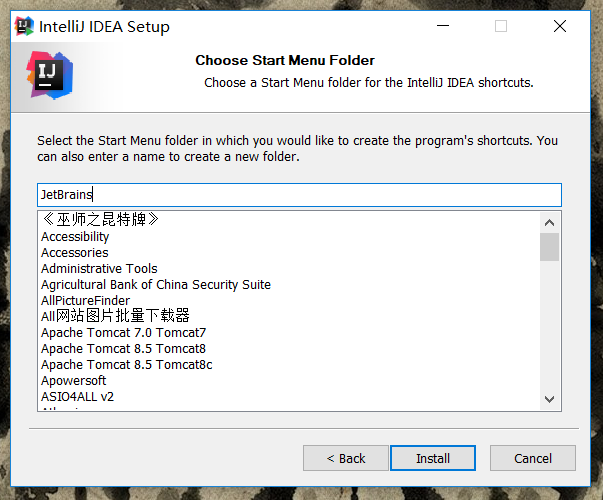 IntelliJ IDEA Setup
IJ
Choose Start Menu Folder
Choose a Start Menu folder for the IntelliJ IDEA shortcuts.
Select the Start Menu folder in which you would like to create the program's shortcuts. You
can also enter a name to create a new folder.
JetBrains
《巫师之昆特牌》
Accessibility
Accessories
Administrative Tools
Agricultural Bank of China Security Suite
AllPictureFinder
All网站图片批量下载器
Apache Tomcat 7.0 Tomcat7
Apache Tomcat 8.5 Tomcat8
Apache Tomcat 8.5 Tomcat8c
Apowersoft
ASIO4ALL v2
< Back
Install
Cancel